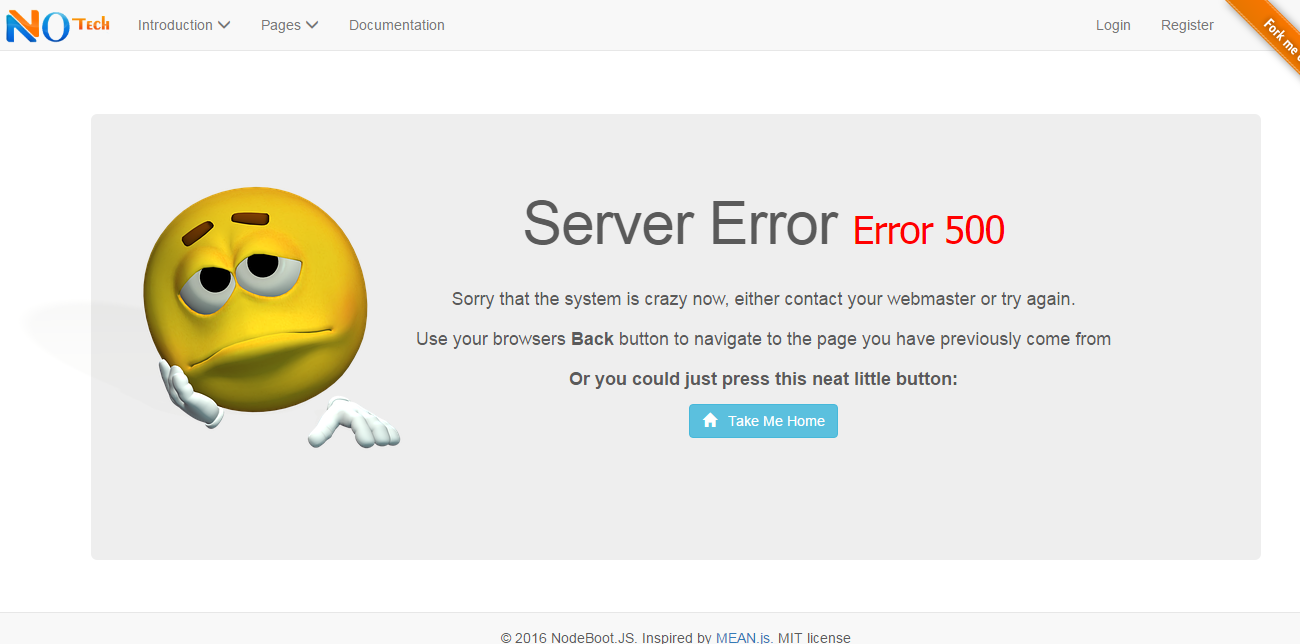 NO Tech Introduction Pages Documentation Login Register
Fork me
Server Error Error 500
Sorry that the system is crazy now, either contact your webmaster or try again.
Use your browsers Back button to navigate to the page you have previously come from
Or you could just press this neat little button:
Take Me Home
© 2016 NodeBoot.JS. Inspired by MEAN.js. MIT license